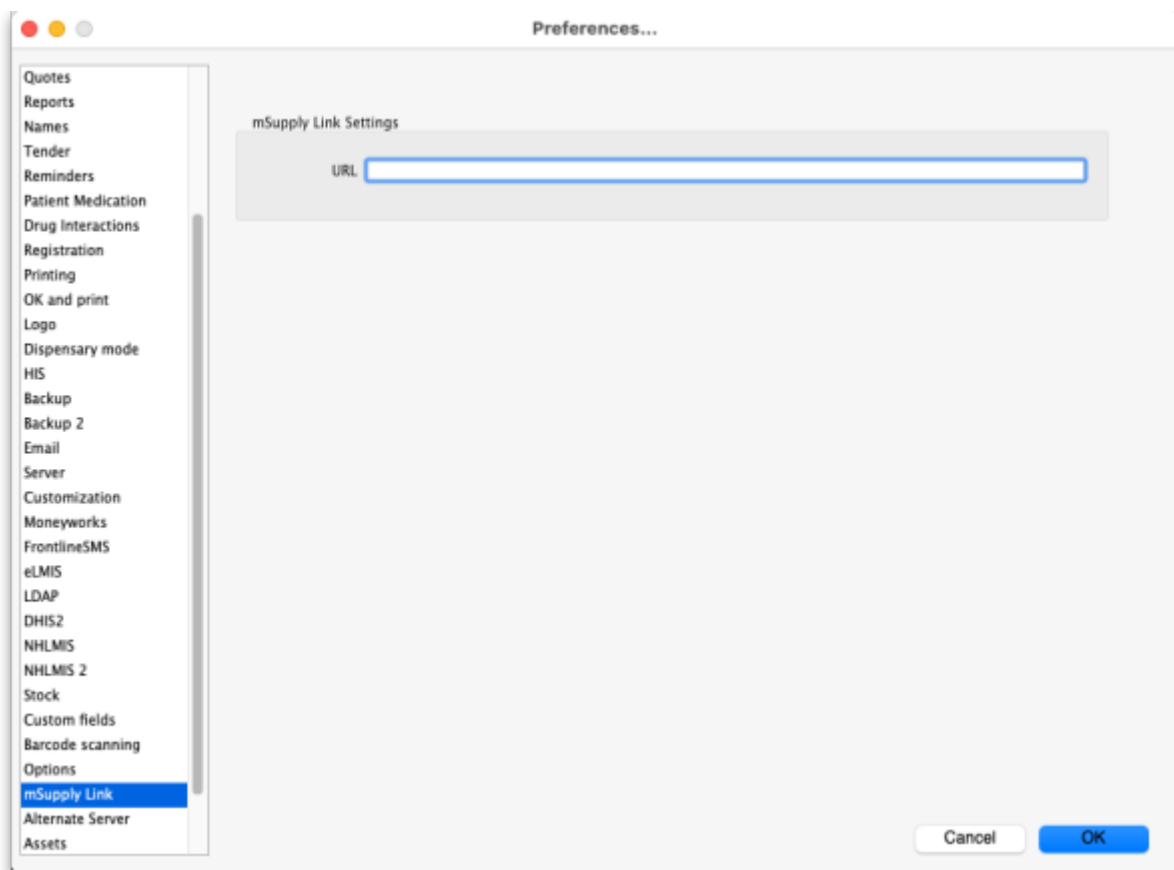 Preferences...
Quotes
Reports
Names
Tender
Reminders
Patient Medication
Drug Interactions
Registration
Printing
OK and print
Logo
Dispensary mode
HIS
Backup
Backup 2
Email
Server
Customization
Moneyworks
FrontlineSMS
eLMIS
LDAP
DHIS2
NHLMIS
NHLMIS 2
Stock
Custom fields
Barcode scanning
Options
mSupply Link
Alternate Server
Assets
mSupply Link Settings
URL
Cancel
OK